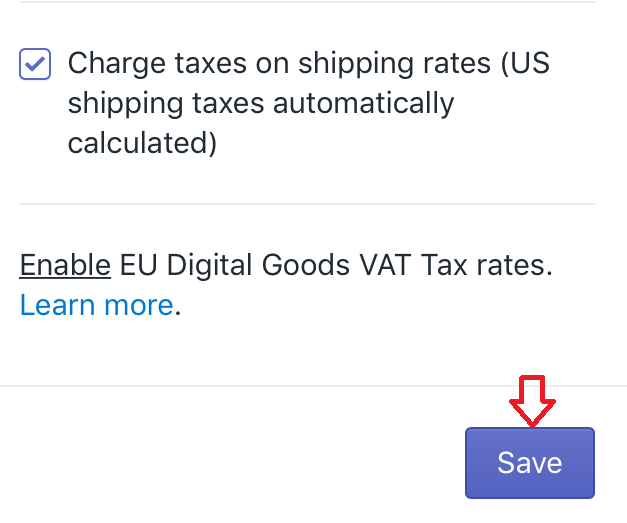 Charge taxes on shipping rates (US
shipping taxes automatically
calculated)
Enable EU Digital Goods VAT Tax rates.
Learn more.
Save